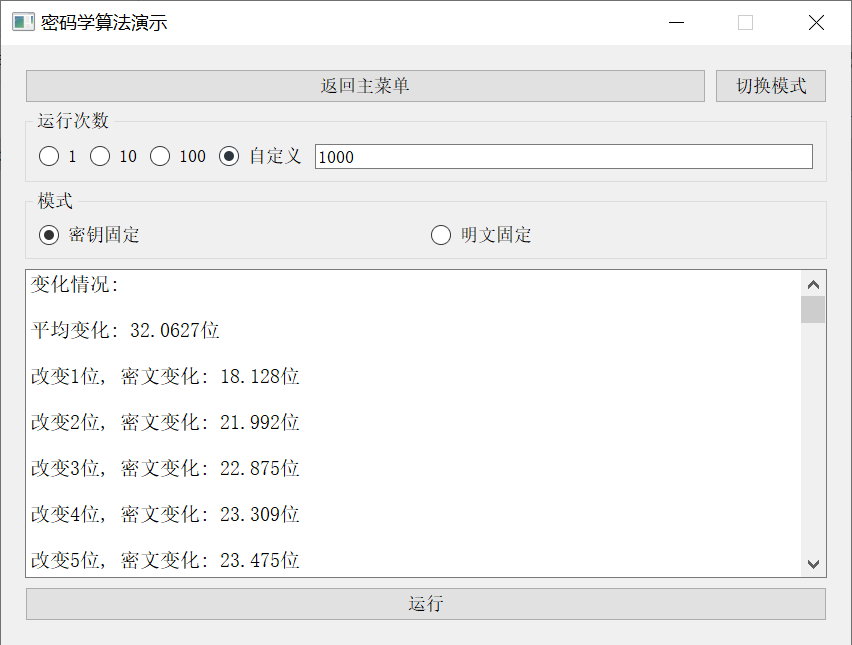 密码学算法演示
返回主菜单 切换模式
运行次数
1 10 100 自定义 1000
模式
密钥固定 明文固定
变化情况:
平均变化: 32.0627位
改变1位, 密文变化: 18.128位
改变2位, 密文变化: 21.992位
改变3位, 密文变化: 22.875位
改变4位, 密文变化: 23.309位
改变5位, 密文变化: 23.475位
运行